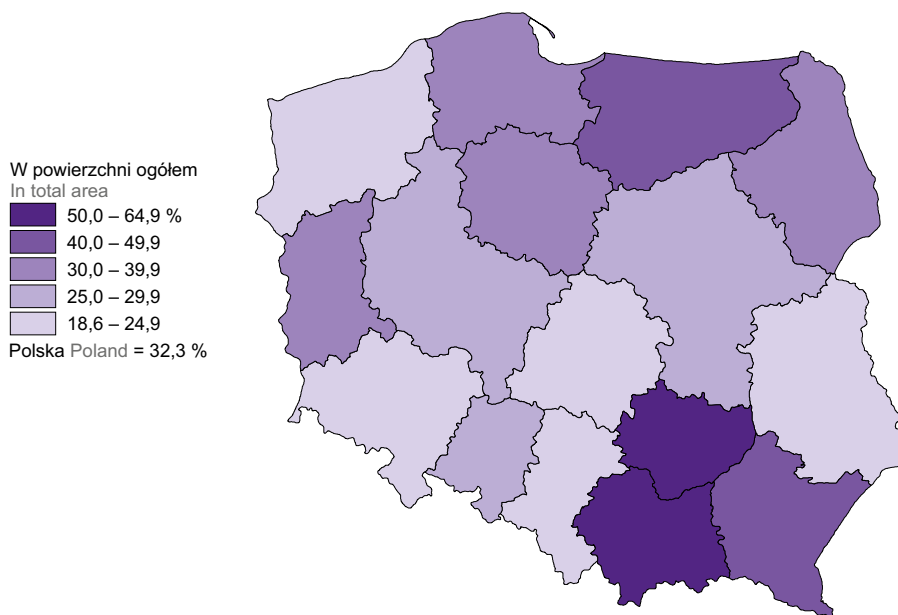 W powierzchni ogółem
In total area
50,0 – 64,9 %
40,0 – 49,9
30,0 – 39,9
25,0 – 29,9
18,6 – 24,9
Polska Poland = 32,3 %